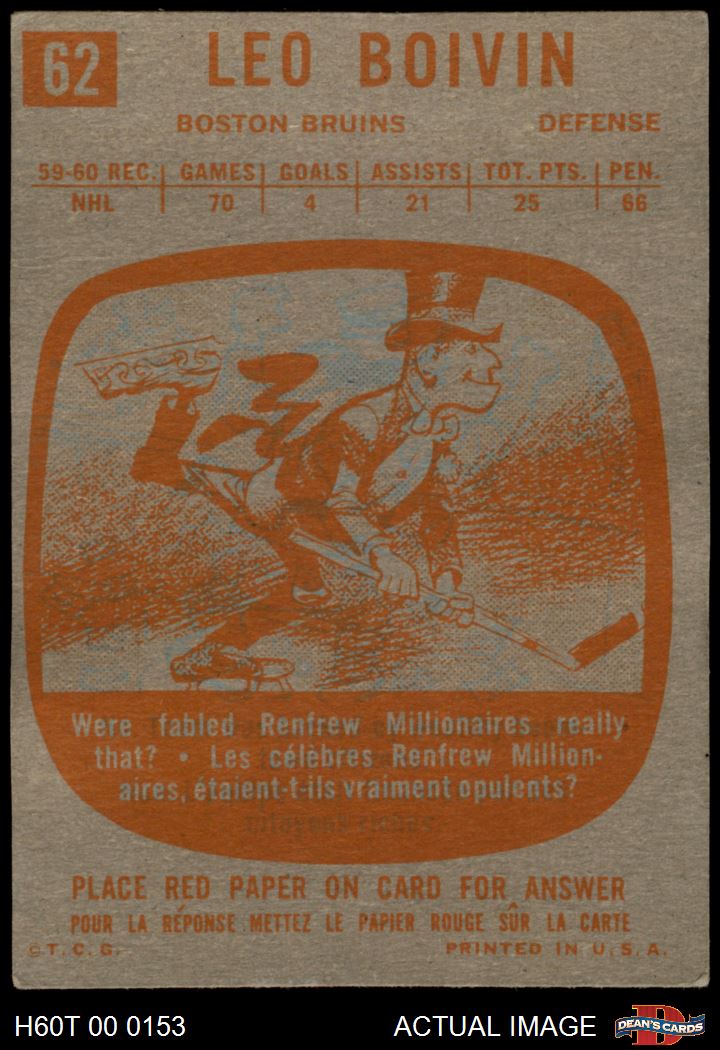 62
LEO BOIVIN
BOSTON BRUINS DEFENSE
59-60 REC. GAMES GOALS ASSISTS TOT. PTS. PEN.
NHL 70 4 21 25 66
Were fabled Renfrew Millionaires really
that? • Les célèbres Renfrew Million-
aires, étaient-t-ils vraiment opulents?
PLACE RED PAPER ON CARD FOR ANSWER
POUR LA RÉPONSE METTEZ LE PAPIER ROUGE SÛR LA CARTE
©T.C.G. PRINTED IN U.S.A.
H60T 00 0153 ACTUAL IMAGE DEAN'S CARDS